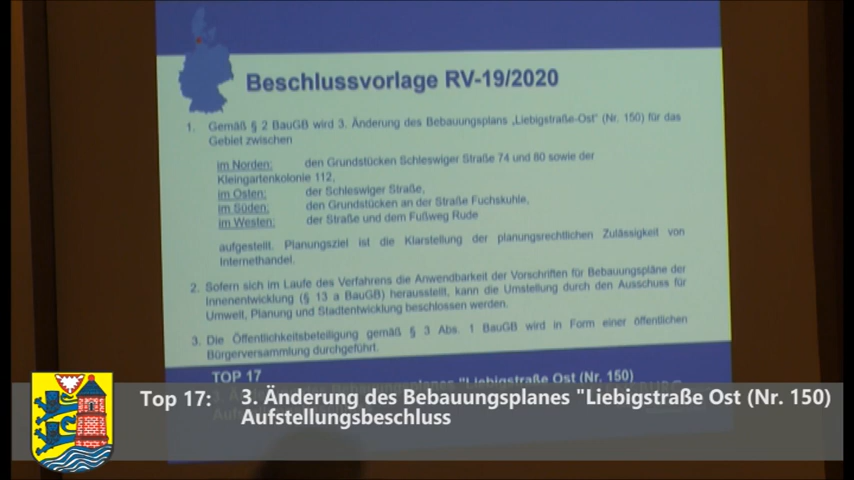 Beschlussvorlage RV-19/2020
1. Gemäß § 2 BauGB wird 3. Änderung des Bebauungsplans „Liebigstraße-Ost" (Nr. 150) für das
Gebiet zwischen
im Norden: den Grundstücken Schleswiger Straße 74 und 80 sowie der
Kleingartenkolonie 112,
im Osten: der Schleswiger Straße,
im Süden: den Grundstücken an der Straße Fuchskuhle,
im Westen: der Straße und dem Fußweg Rude
aufgestellt. Planungsziel ist die Klarstellung der planungsrechtlichen Zulässigkeit von
Internethandel.
2. Sofern sich im Laufe des Verfahrens die Anwendbarkeit der Vorschriften für Bebauungspläne der
Innenentwicklung (§ 13 a BauGB) herausstellt, kann die Umstellung durch den Ausschuss für
Umwelt, Planung und Stadtentwicklung beschlossen werden.
3. Die Öffentlichkeitsbeteiligung gemäß § 3 Abs. 1 BauGB wird in Form einer öffentlichen
Bürgerversammlung durchgeführt.
TOP 17
"Liebigstraße Ost (Nr. 150)
Top 17: 3. Änderung des Bebauungsplanes "Liebigstraße Ost (Nr. 150)
Aufstellungsbeschluss